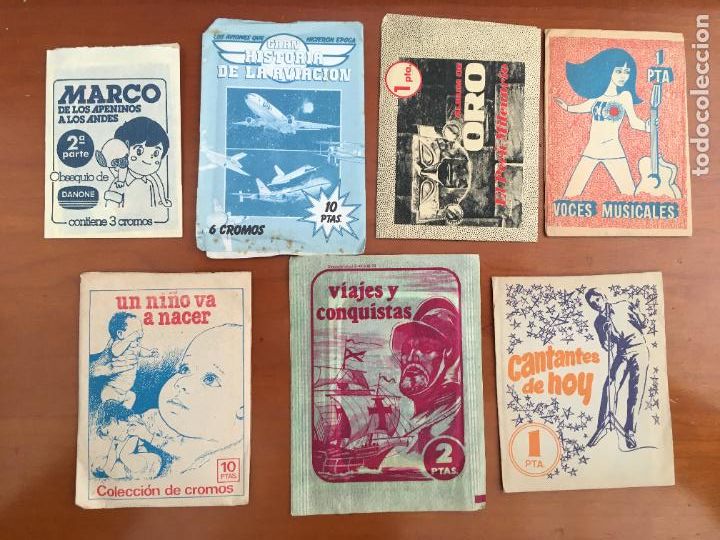 MARCO
DE LOS APENINOS
A LOS ANDES
2ª
parte
Obsequio de
DANONE
contiene 3 cromos
LOS AVIONES QUE HICIERON EPOCA
GRAN
HISTORIA
DE LA AVIACION
10
PTAS.
6 CROMOS
1 pta.
ORO
1
PTA
VOCES MUSICALES
un niño va
a nacer
10
PTAS.
Colección de cromos
viajes y
conquistas
2
PTAS.
Cantantes
de hoy
1
PTA.
todocoleccion